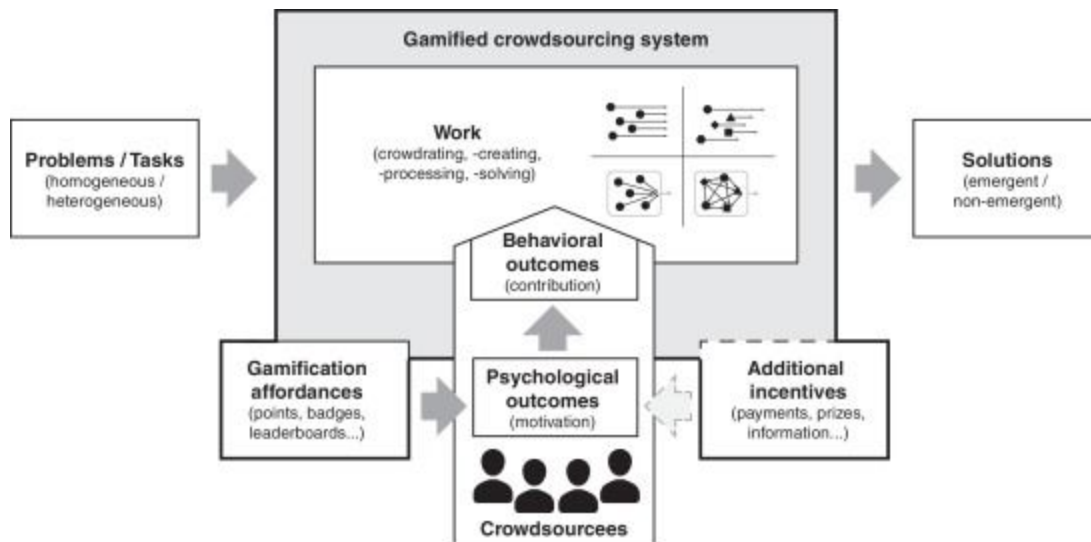 Gamified crowdsourcing system
Problems / Tasks
(homogeneous /
heterogeneous)
Work
(crowdrating, -creating,
-processing, -solving)
Solutions
(emergent /
non-emergent)
Behavioral
outcomes
(contribution)
Gamification
affordances
(points, badges,
leaderboards...)
Psychological
outcomes
(motivation)
Additional
incentives
(payments, prizes,
information...)
Crowdsourcees